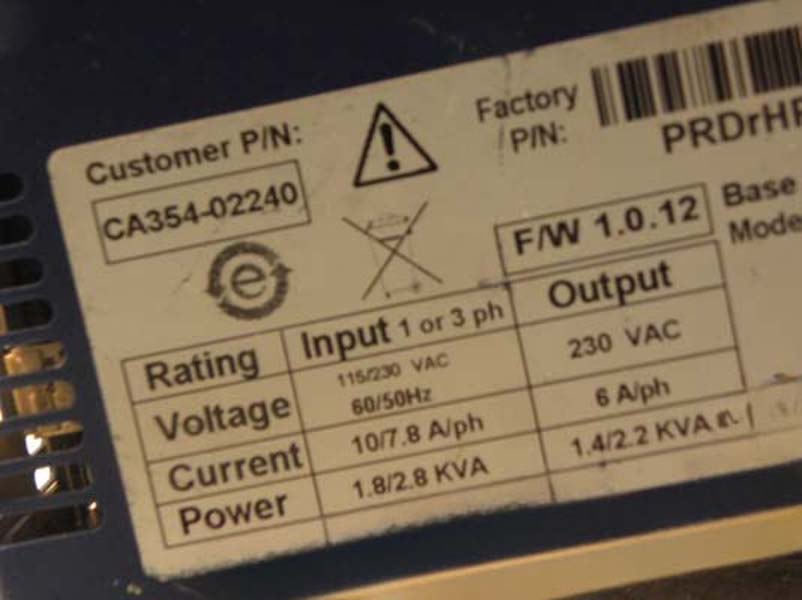 Customer P/N:
CA354-02240
Factory
P/N:
PRDrHP
e
F/W 1.0.12
Base
Mode
Rating Input 1 or 3 ph Output
Voltage 115/230 VAC 60/50Hz 230 VAC
Current 10/7.8 A/ph 6 A/ph
Power 1.8/2.8 KVA 1.4/2.2 KVA